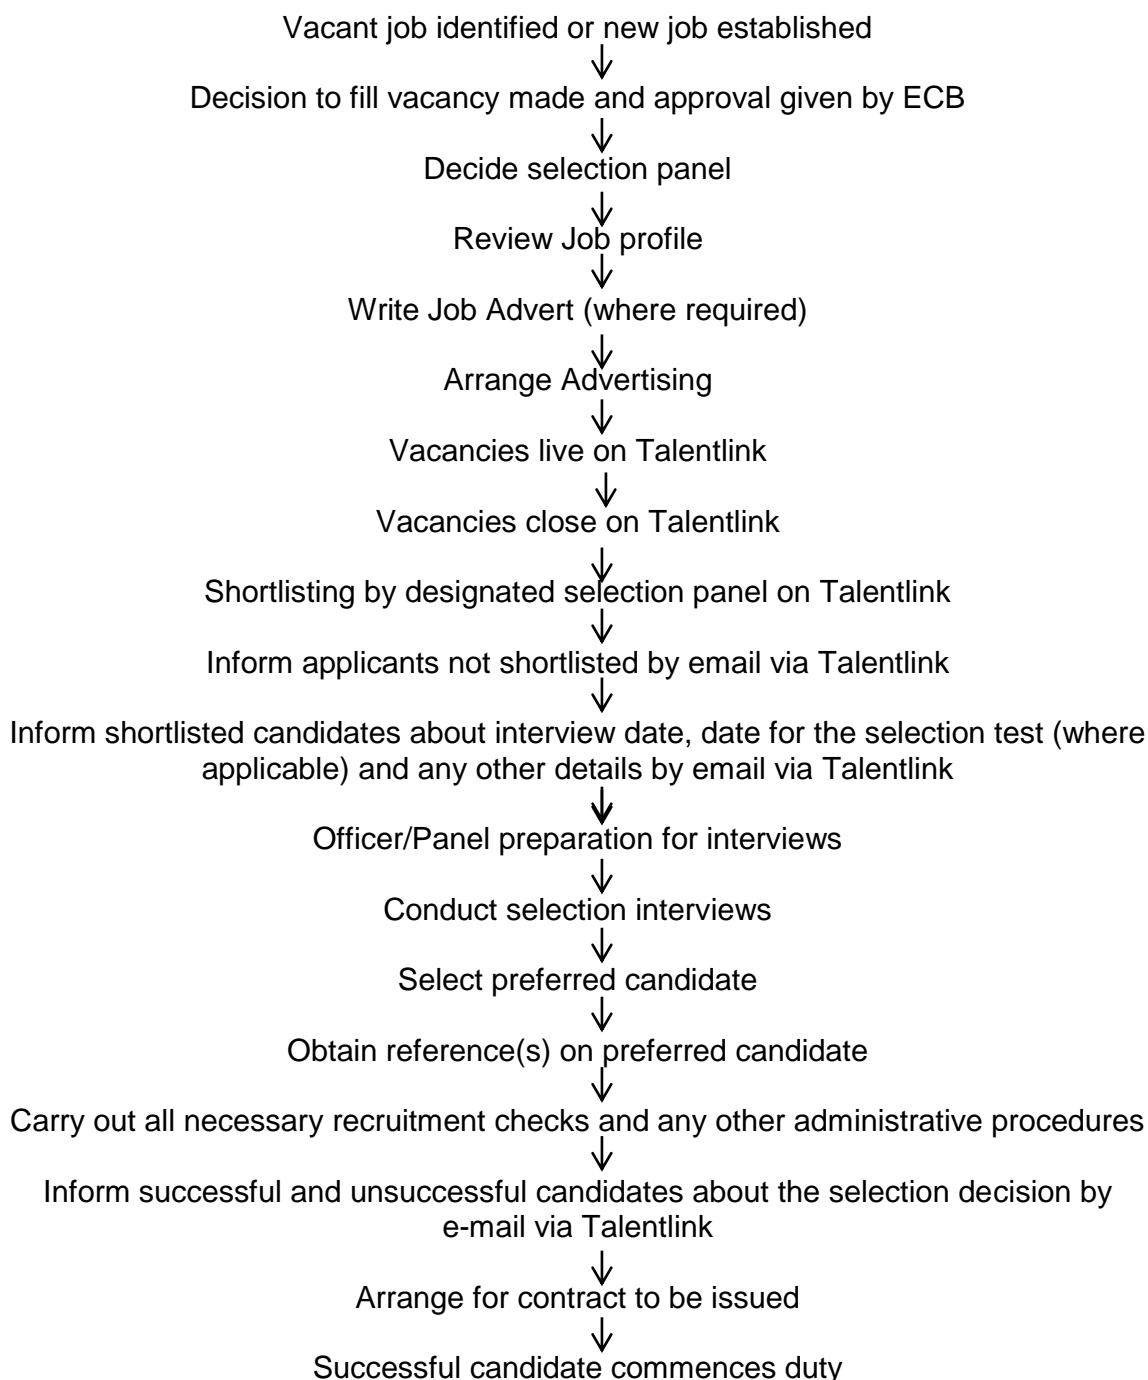 Vacant job identified or new job established
Decision to fill vacancy made and approval given by ECB
Decide selection panel
Review Job profile
Write Job Advert (where required)
Arrange Advertising
Vacancies live on Talentlink
Vacancies close on Talentlink
Shortlisting by designated selection panel on Talentlink
Inform applicants not shortlisted by email via Talentlink
Inform shortlisted candidates about interview date, date for the selection test (where
applicable) and any other details by email via Talentlink
Officer/Panel preparation for interviews
Conduct selection interviews
Select preferred candidate
Obtain reference(s) on preferred candidate
Carry out all necessary recruitment checks and any other administrative procedures
Inform successful and unsuccessful candidates about the selection decision by
e-mail via Talentlink
Arrange for contract to be issued
Successful candidate commences duty